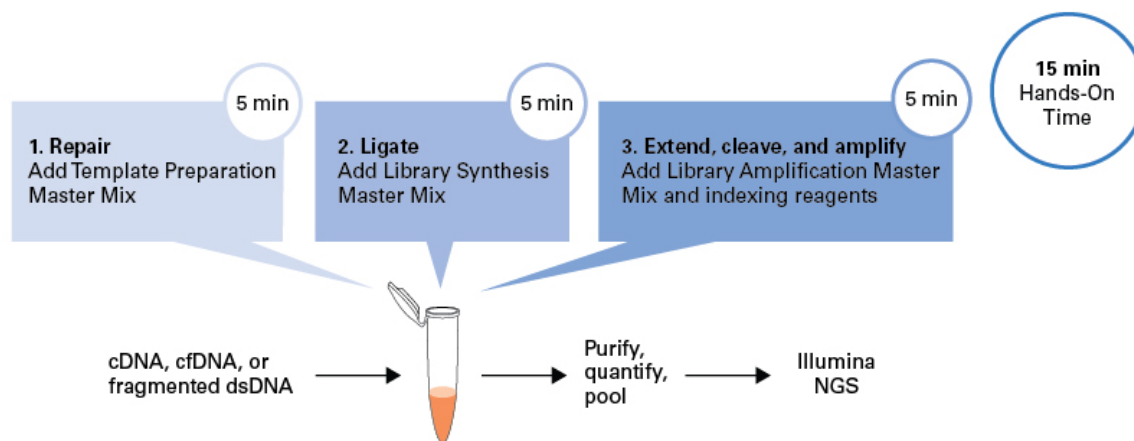 5 min
1. Repair
Add Template Preparation
Master Mix
5 min
2. Ligate
Add Library Synthesis
Master Mix
5 min
3. Extend, cleave, and amplify
Add Library Amplification Master
Mix and indexing reagents
15 min
Hands-On
Time
cDNA, cfDNA, or
fragmented dsDNA
Purify,
quantify,
pool
Illumina
NGS